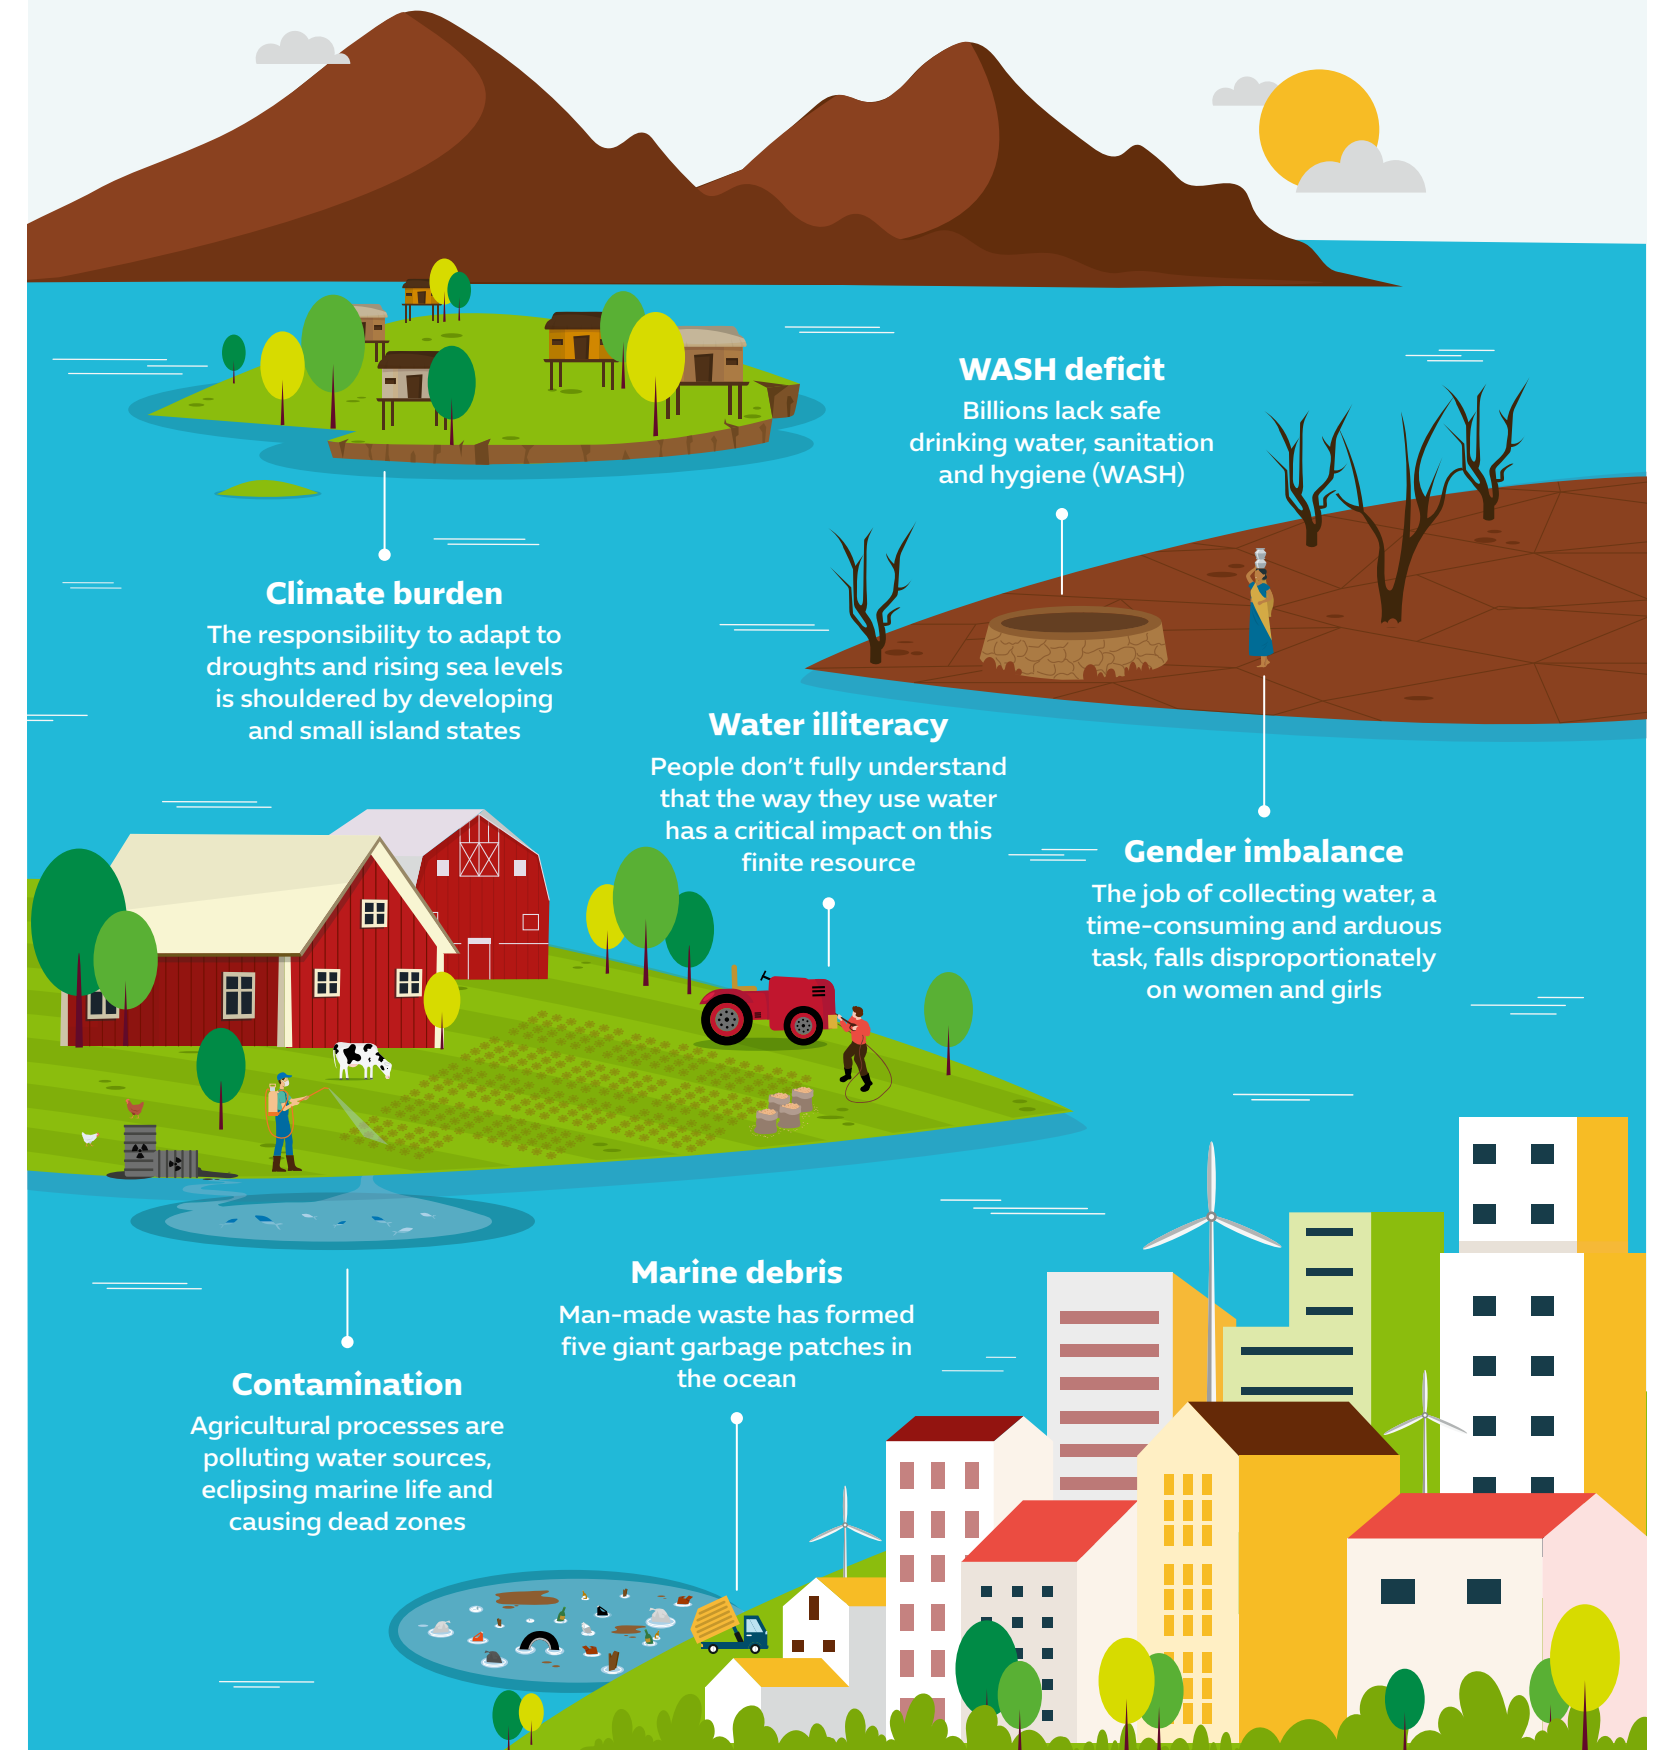 WASH deficit
Billions lack safe
drinking water, sanitation
and hygiene (WASH)
Climate burden
The responsibility to adapt to
droughts and rising sea levels
is shouldered by developing
and small island states
Water illiteracy
People don’t fully understand
that the way they use water
has a critical impact on this
finite resource
Gender imbalance
The job of collecting water, a
time-consuming and arduous
task, falls disproportionately
on women and girls
Marine debris
Man-made waste has formed
five giant garbage patches in
the ocean
Contamination
Agricultural processes are
polluting water sources,
eclipsing marine life and
causing dead zones